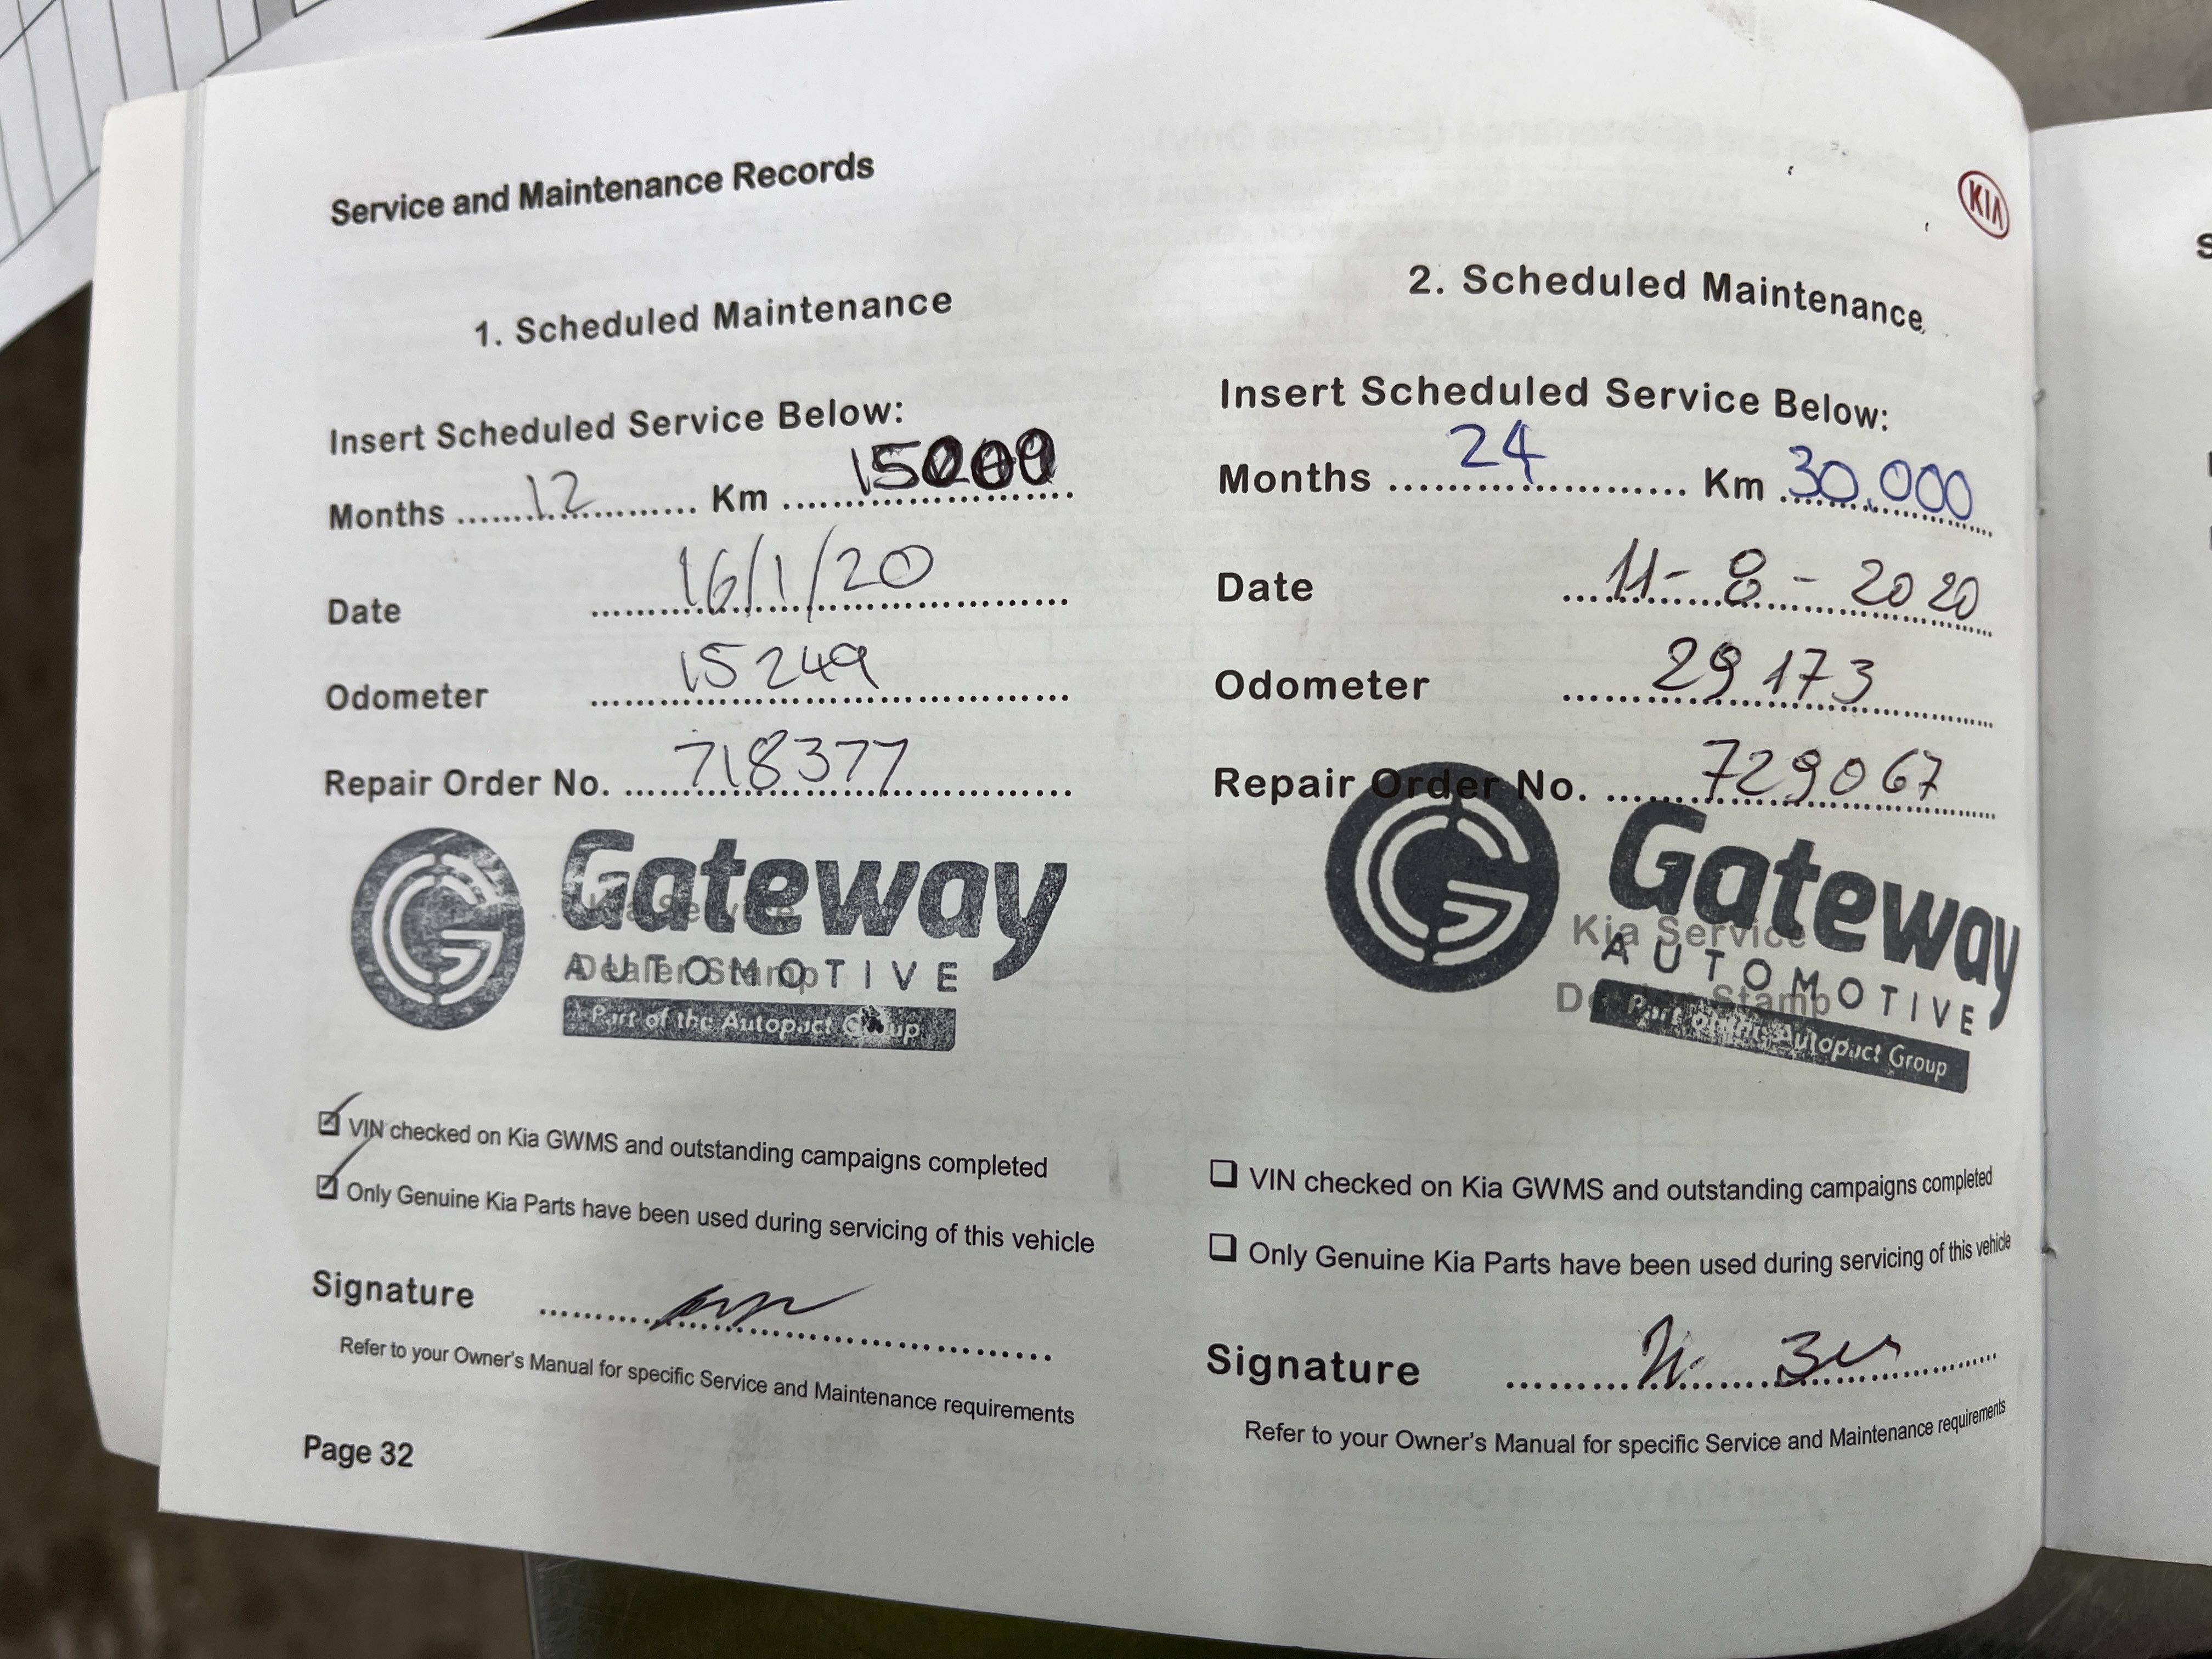 Service and Maintenance Records
KIA
1. Scheduled Maintenance
Insert Scheduled Service Below:
Months 12 Km 15000
Date 16/1/20
Odometer 15249
Repair Order No. 718377
Gateway
Kia Service
AUTOMOTIVE
Dealer Stamp
Part of the Autopact Group
VIN checked on Kia GWMS and outstanding campaigns completed
Only Genuine Kia Parts have been used during servicing of this vehicle
Signature
Refer to your Owner's Manual for specific Service and Maintenance requirements
Page 32
2. Scheduled Maintenance
Insert Scheduled Service Below:
Months 24 Km 30.000
Date 11-8-2020
Odometer 29173
Repair Order No. 729067
Gateway
Kia Service
AUTOMOTIVE
Dealer Stamp
Part of the Autopact Group
VIN checked on Kia GWMS and outstanding campaigns completed
Only Genuine Kia Parts have been used during servicing of this vehicle
Signature
Refer to your Owner's Manual for specific Service and Maintenance requirements